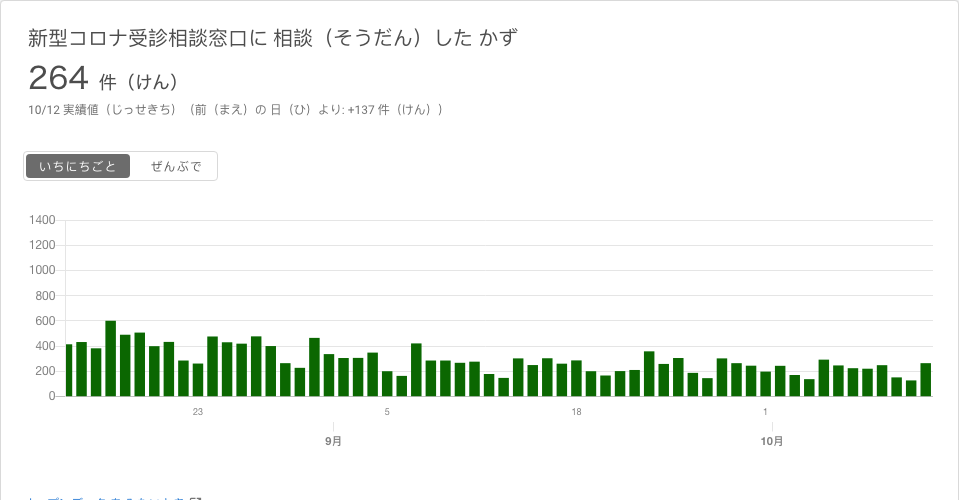 新型コロナ受診相談窓口に 相談（そうだん）した かず
264 件（けん）
10/12 実績値（じっせきち）（前（まえ）の 日（ひ）より: +137 件（けん））
いちにちごと ぜんぶで
1400
1200
1000
800
600
400
200
0
23 5 18 1
9月 10月